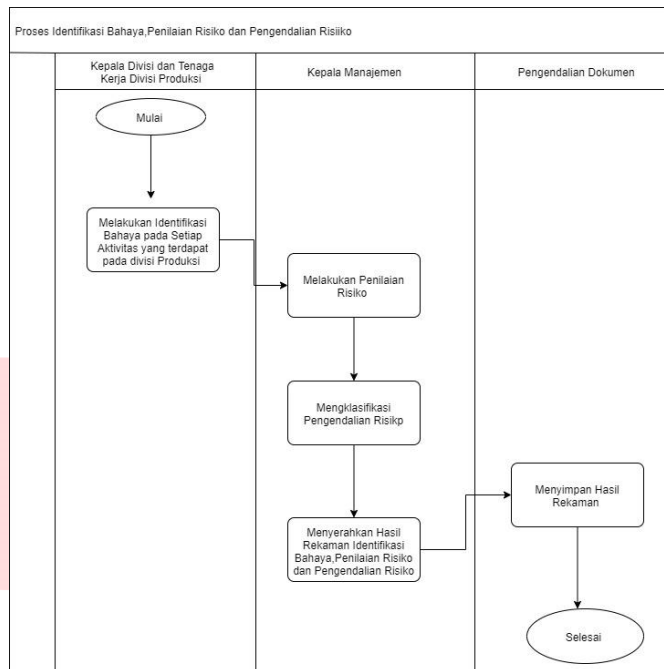 Proses Identifikasi Bahaya,Penilaian Risiko dan Pengendalian Risiiko
Kepala Divisi dan Tenaga
Kerja Divisi Produksi
Kepala Manajemen
Pengendalian Dokumen
Mulai
Melakukan Identifikasi
Bahaya pada Setiap
Aktivitas yang terdapat
pada divisi Produksi
Melakukan Penilaian
Risiko
Mengklasifikasi
Pengendalian Risikp
Menyerahkan Hasil
Rekaman Identifikasi
Bahaya,Penilaian Risiko
dan Pengendalian Risiko
Menyimpan Hasil
Rekaman
Selesai